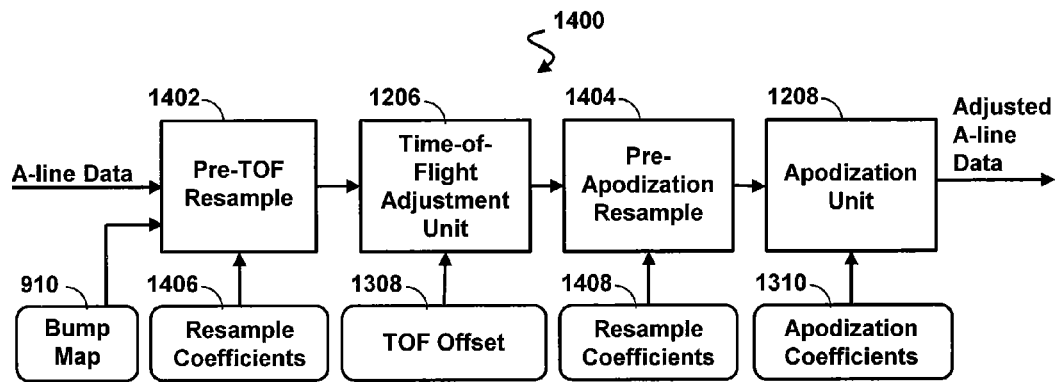 1400
1402
1206
1404
1208
A-line Data
Pre-TOF
Resample
Time-of-
Flight
Adjustment
Unit
Pre-
Apodization
Resample
Apodization
Unit
Adjusted
A-line
Data
910
1406
1308
1408
1310
Bump
Map
Resample
Coefficients
TOF Offset
Resample
Coefficients
Apodization
Coefficients